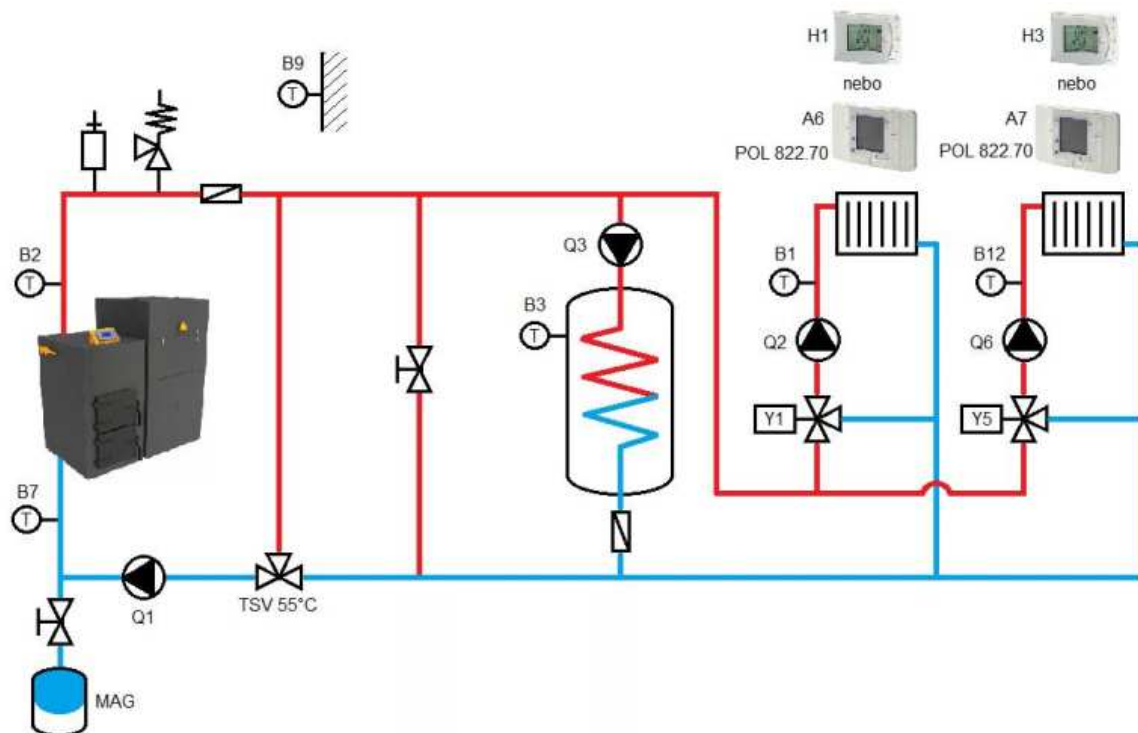 H1
H3
B9
T
nebo
nebo
A6
A7
POL 822.70
POL 822.70
B2
T
Q3
B1
T
B12
T
B3
T
Q2
Q6
Y1
Y5
B7
T
Q1
TSV 55°C
MAG